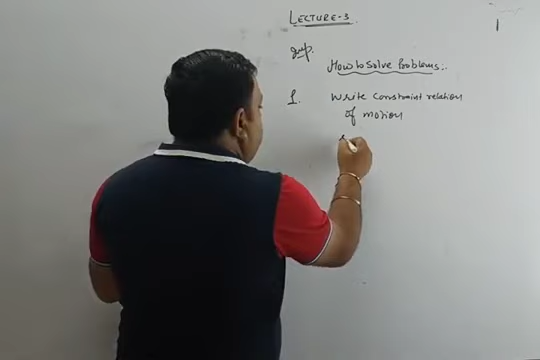 LECTURE-3
Imp.
How to Solve Problems:.
1. Write Constraint relation
of motion